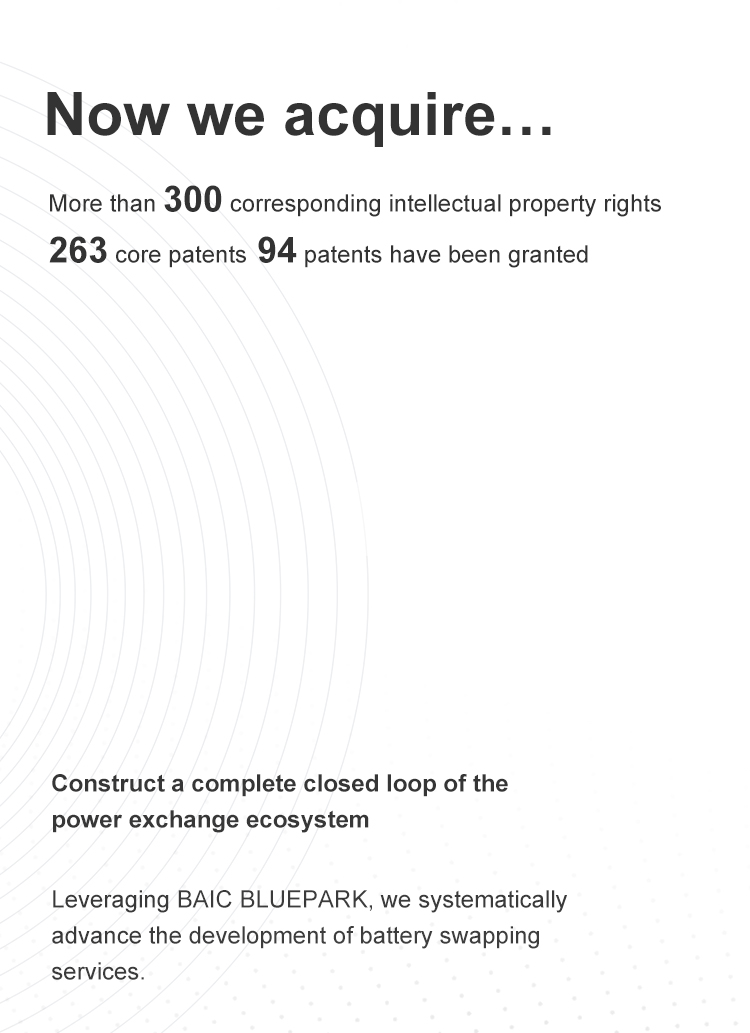 Now we acquire...
More than 300 corresponding intellectual property rights
263 core patents 94 patents have been granted
Construct a complete closed loop of the
power exchange ecosystem
Leveraging BAIC BLUEPARK, we systematically
advance the development of battery swapping
services.